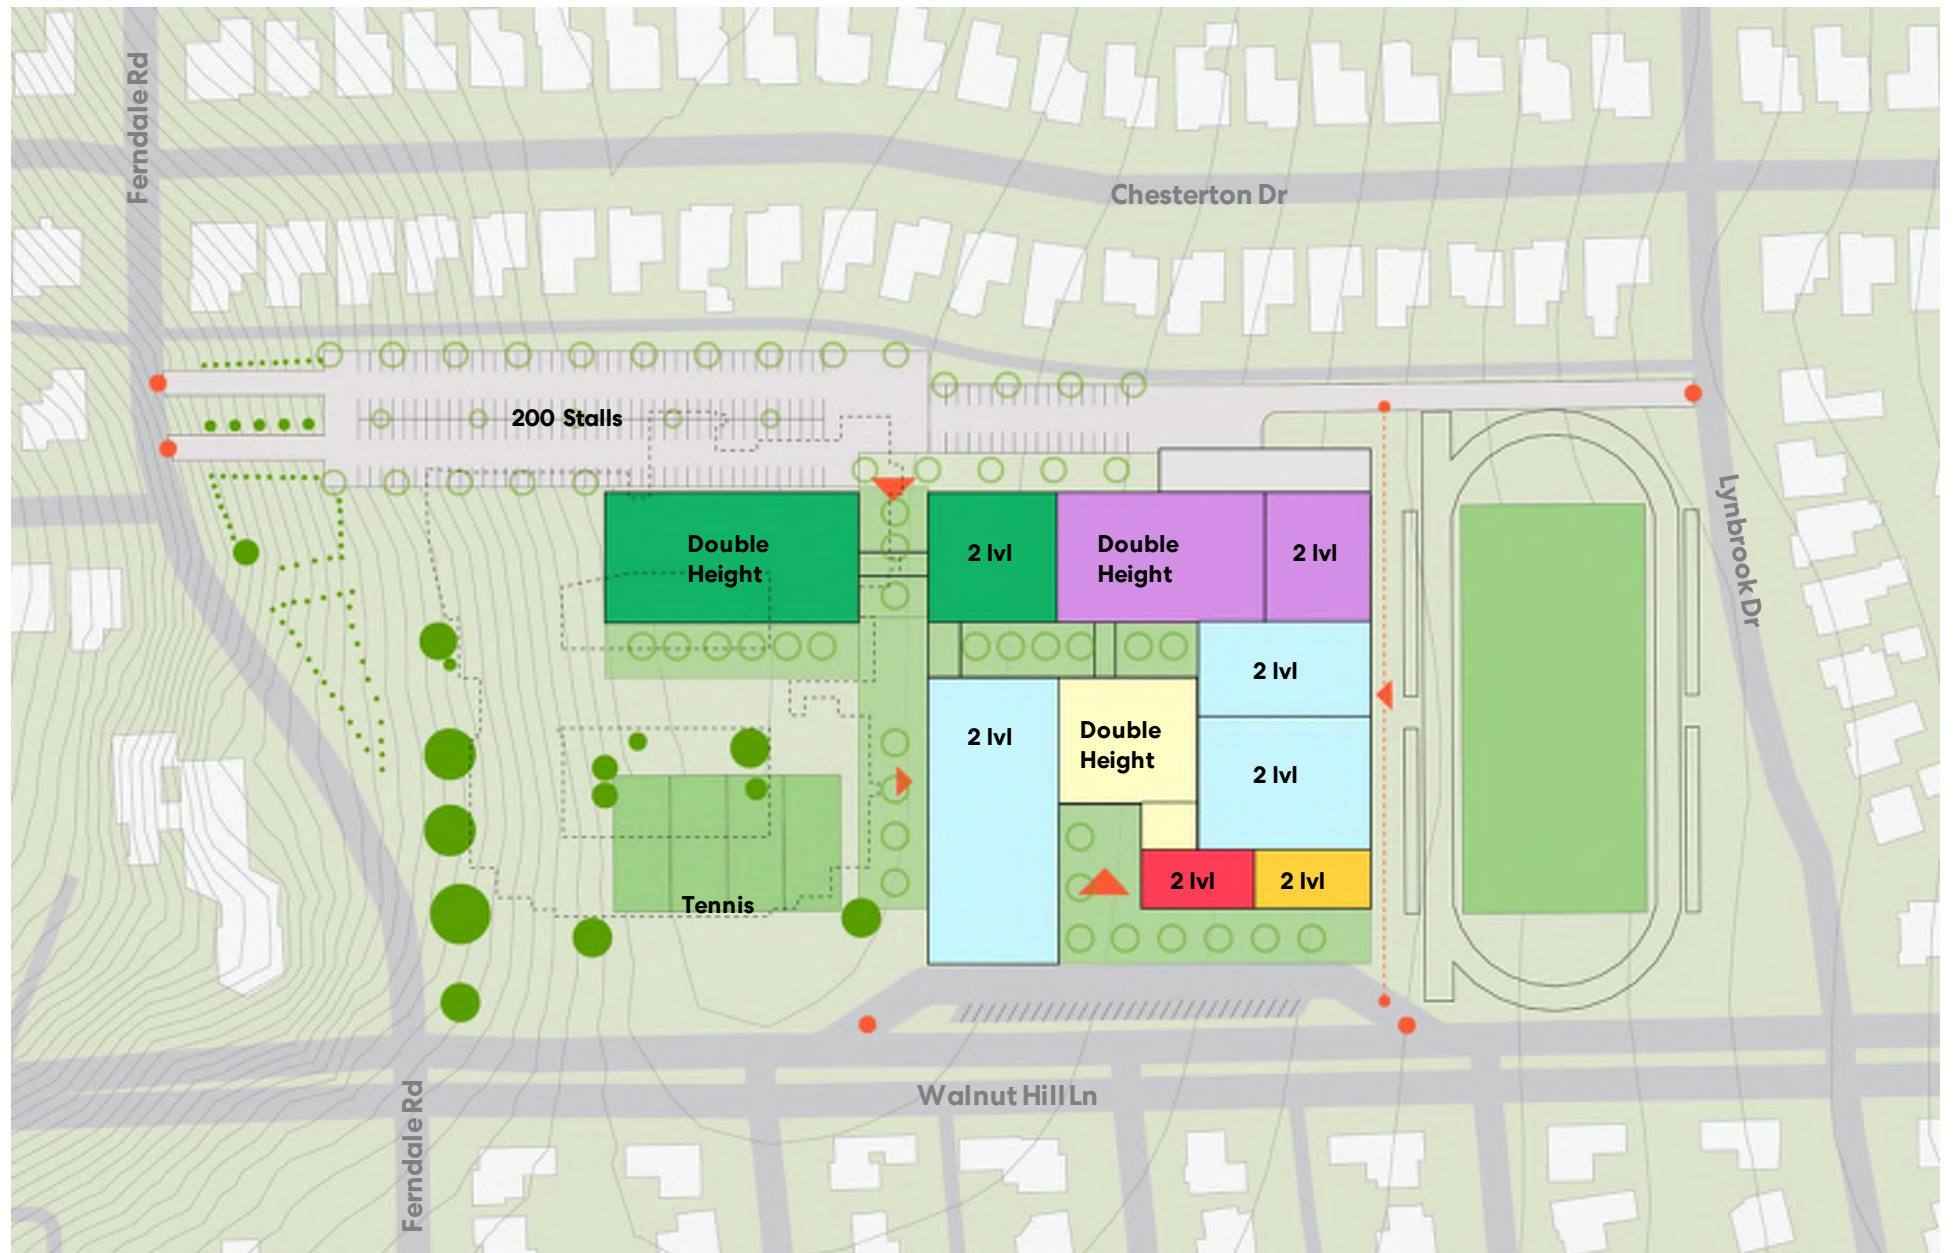 Ferndale Rd
Chesterton Dr
200 Stalls
Double
Height
2 lvl
Double
Height
2 lvl
Lynbrook Dr
2 lvl
2 lvl
Double
Height
2 lvl
2 lvl
2 lvl
Tennis
Walnut Hill Ln
Ferndale Rd